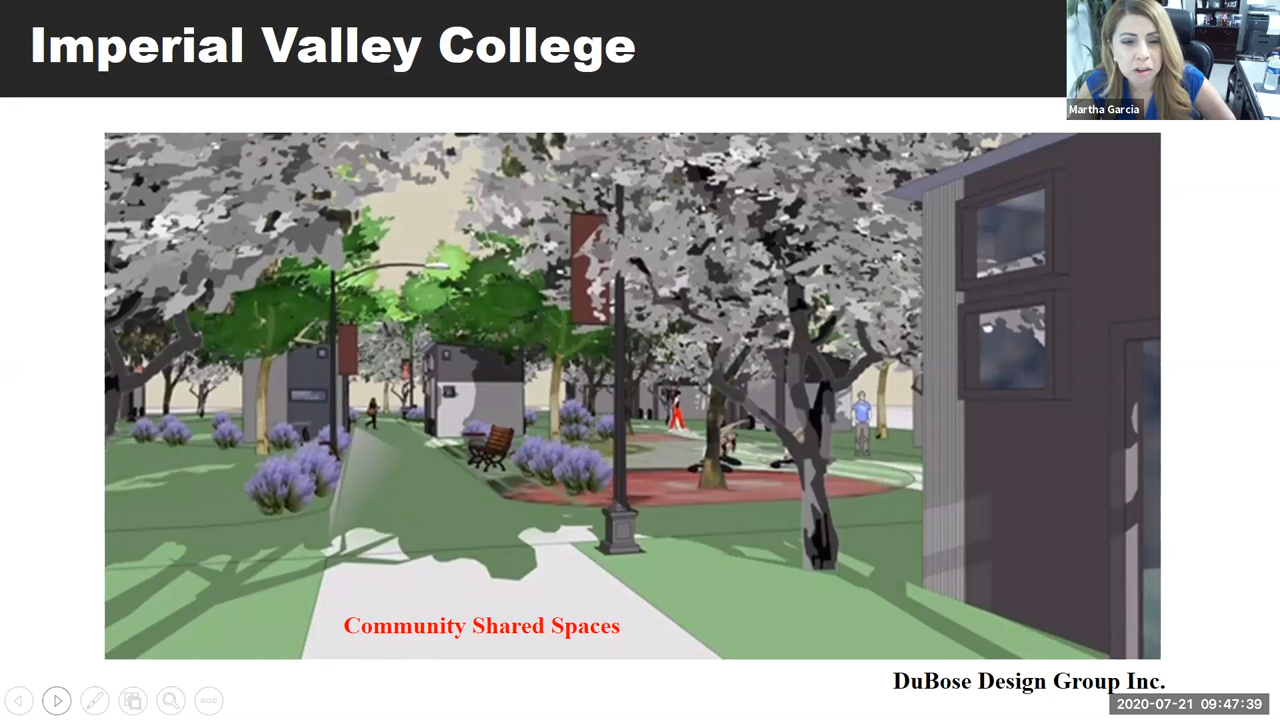 Imperial Valley College
Martha Garcia
Community Shared Spaces
DuBose Design Group Inc.
2020-07-21 09:47:39